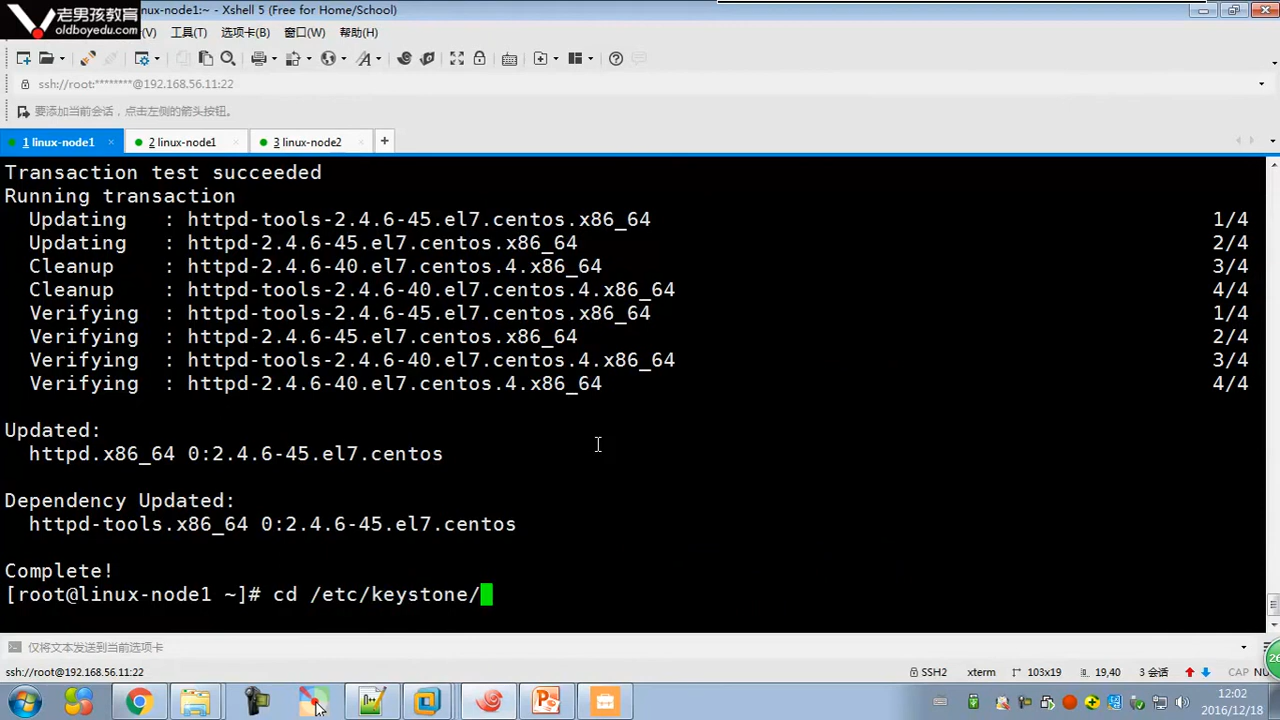 老男孩教育
oldboyedu.com
linux-node1:~ - Xshell 5 (Free for Home/School)
(V) 工具(T) 选项卡(B) 窗口(W) 帮助(H)
ssh://root:********@192.168.56.11:22
要添加当前会话，点击左侧的箭头按钮。
1 linux-node1 2 linux-node1 3 linux-node2
Transaction test succeeded
Running transaction
Updating : httpd-tools-2.4.6-45.el7.centos.x86_64 1/4
Updating : httpd-2.4.6-45.el7.centos.x86_64 2/4
Cleanup : httpd-2.4.6-40.el7.centos.4.x86_64 3/4
Cleanup : httpd-tools-2.4.6-40.el7.centos.4.x86_64 4/4
Verifying : httpd-tools-2.4.6-45.el7.centos.x86_64 1/4
Verifying : httpd-2.4.6-45.el7.centos.x86_64 2/4
Verifying : httpd-tools-2.4.6-40.el7.centos.4.x86_64 3/4
Verifying : httpd-2.4.6-40.el7.centos.4.x86_64 4/4
Updated:
httpd.x86_64 0:2.4.6-45.el7.centos
Dependency Updated:
httpd-tools.x86_64 0:2.4.6-45.el7.centos
Complete!
[root@linux-node1 ~]# cd /etc/keystone/
仅将文本发送到当前选项卡
ssh://root@192.168.56.11:22 SSH2 xterm 103x19 19,40 3 会话 CAP NU
26
12:02
2016/12/18